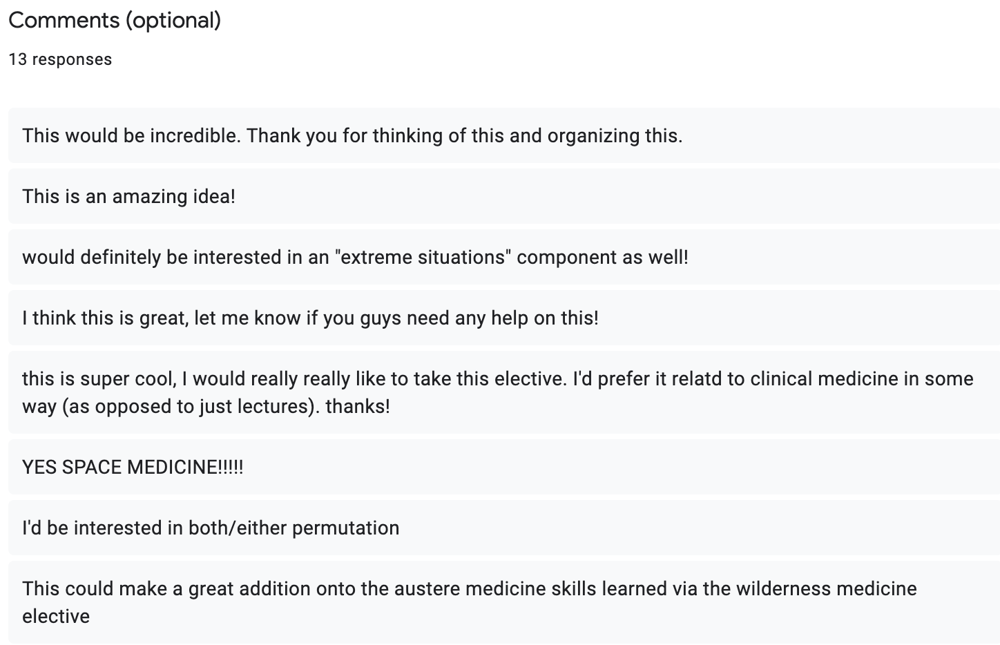 Comments (optional)
13 responses
This would be incredible. Thank you for thinking of this and organizing this.
This is an amazing idea!
would definitely be interested in an "extreme situations" component as well!
I think this is great, let me know if you guys need any help on this!
this is super cool, I would really really like to take this elective. I'd prefer it relatd to clinical medicine in some
way (as opposed to just lectures). thanks!
YES SPACE MEDICINE!!!!!
I'd be interested in both/either permutation
This could make a great addition onto the austere medicine skills learned via the wilderness medicine
elective